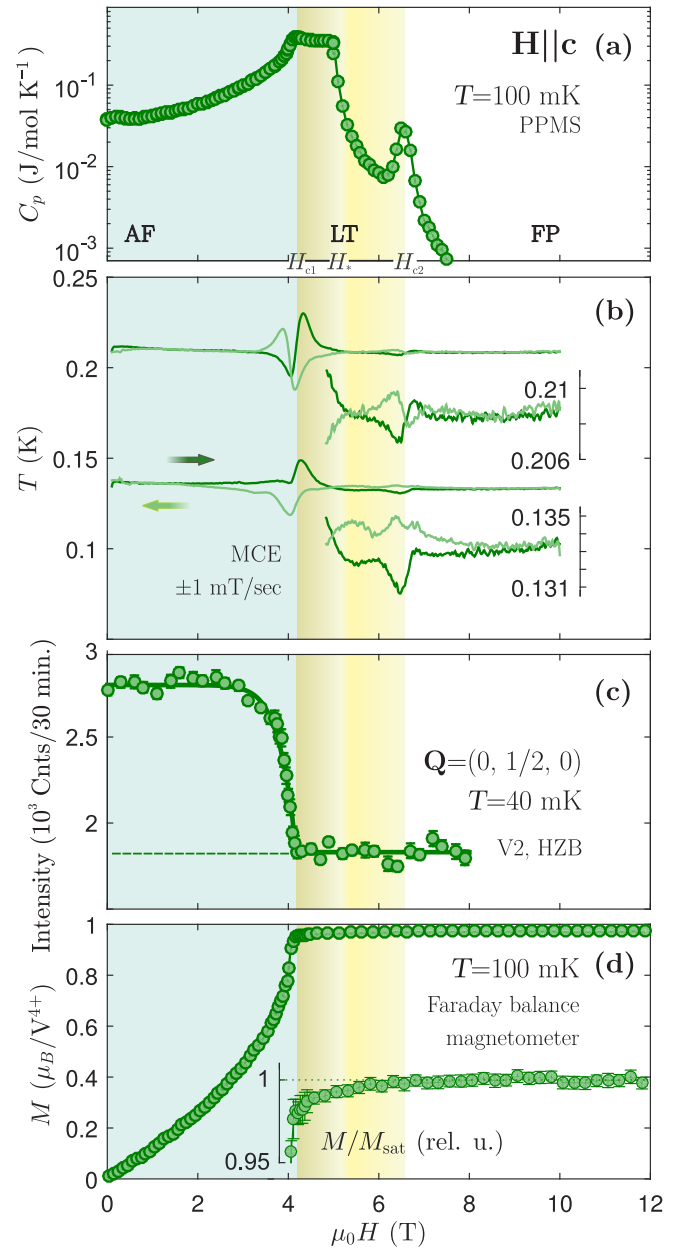 H||c (a)
T=100 mK
PPMS
C_p (J/mol K⁻¹)
10⁻¹
10⁻²
10⁻³
AF LT FP
H_c1 H_* H_c2
(b)
T (K)
0.25
0.2
0.15
0.1
0.21
0.206
0.135
0.131
MCE
±1 mT/sec
(c)
Intensity (10³ Cnts/30 min.)
3
2.5
2
1.5
Q=(0, 1/2, 0)
T=40 mK
V2, HZB
(d)
M (μ_B/V⁴⁺)
1
0.8
0.6
0.4
0.2
0
T=100 mK
Faraday balance
magnetometer
1
0.95
M/M_sat (rel. u.)
0 2 4 6 8 10 12
μ₀H (T)